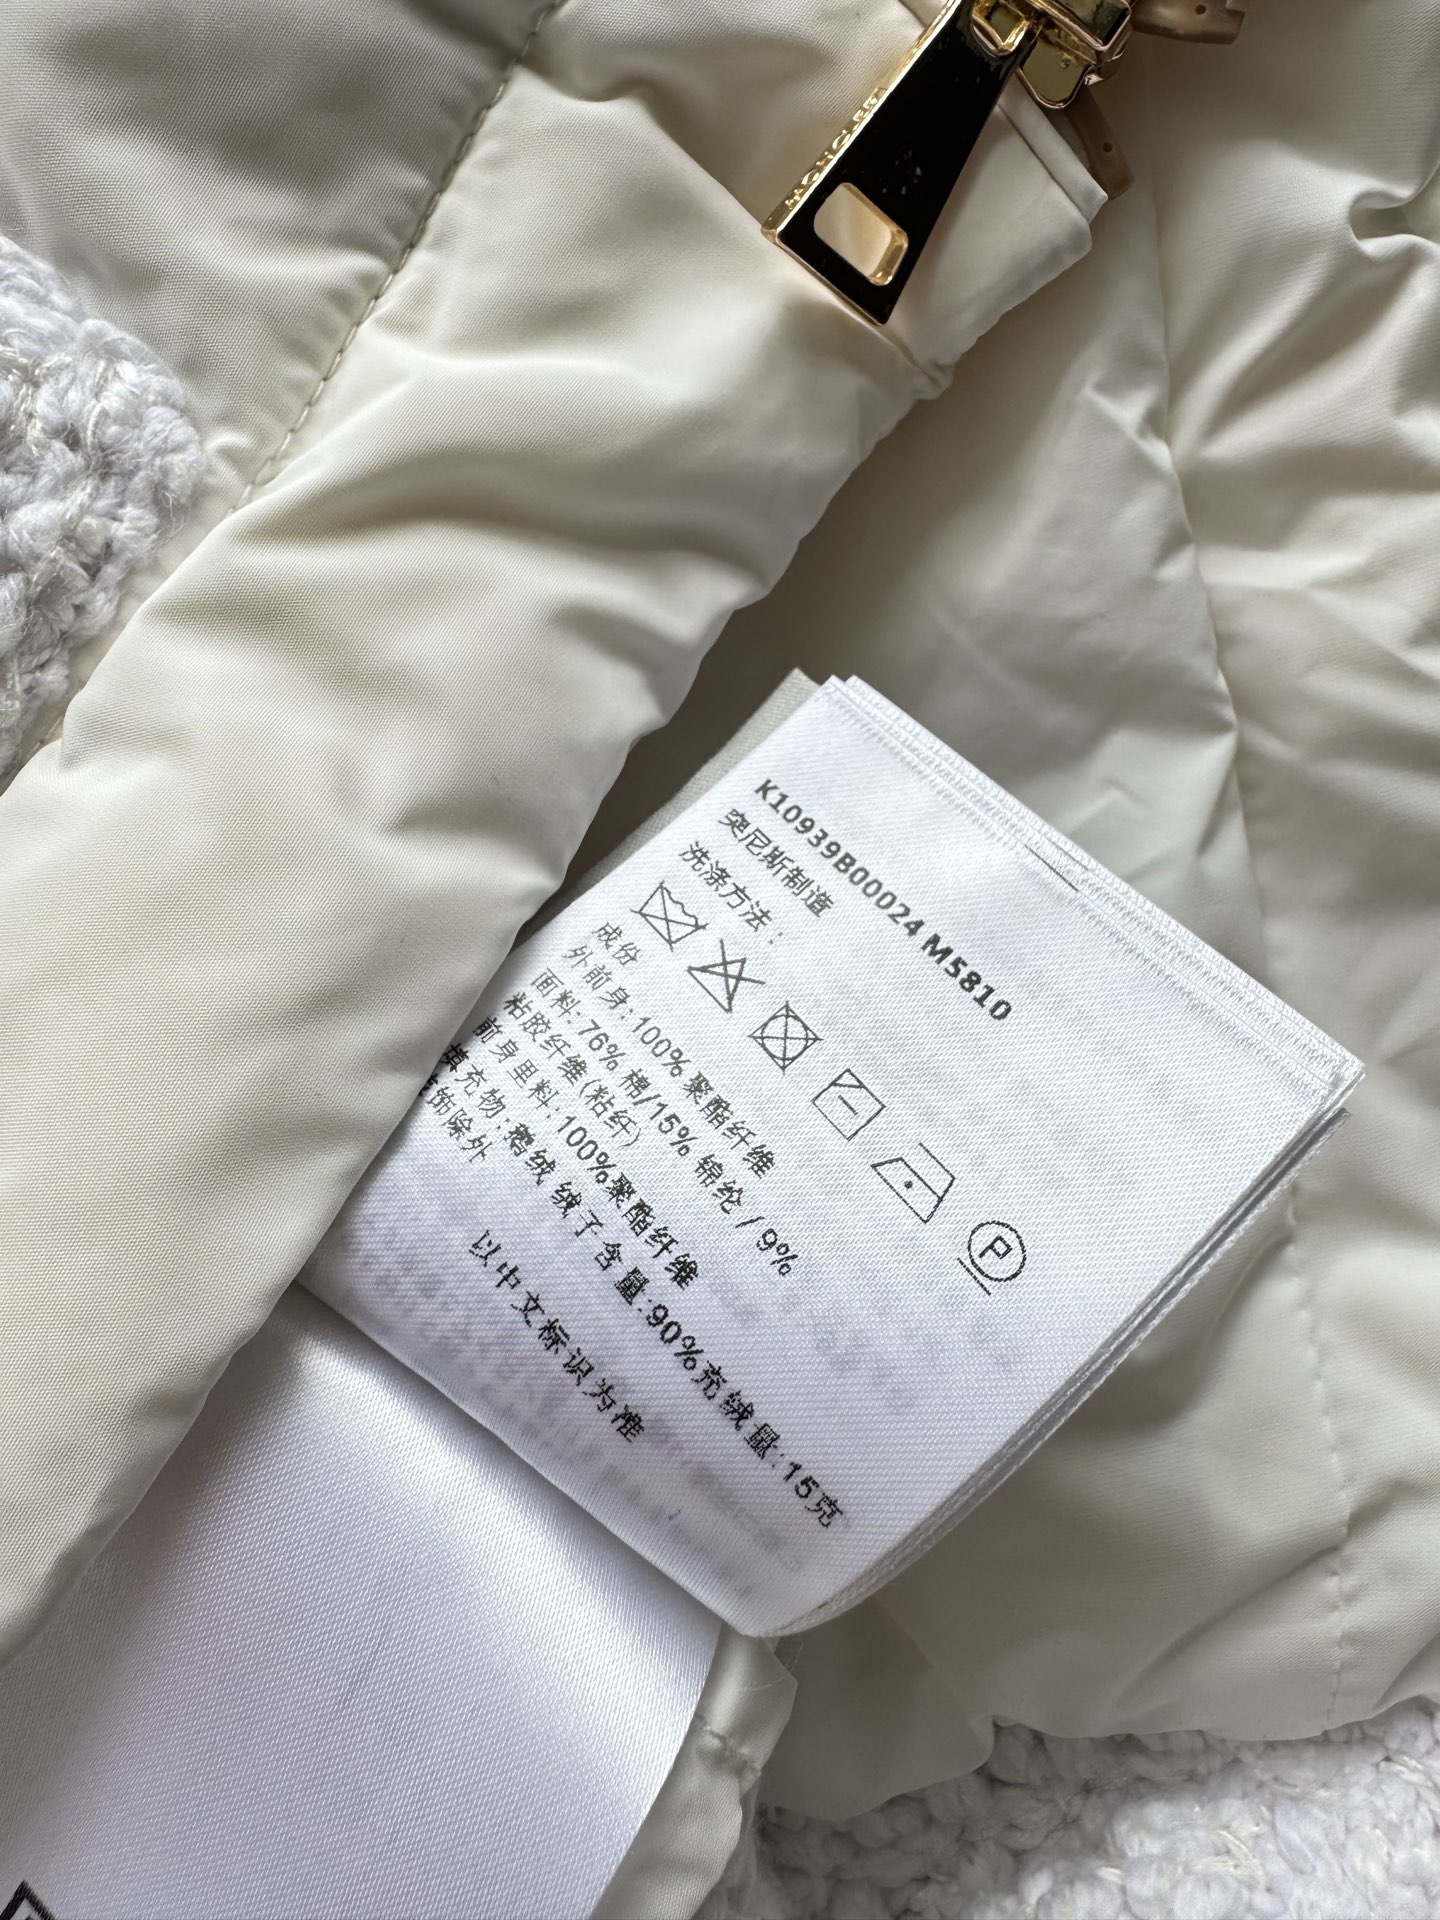 MONCLER
K10939B00024 M5810
突尼斯制造
洗涤方法：
P
成份
外前身:100% 聚酯纤维
面料:76% 棉/15% 锦纶 / 9%
粘胶纤维(粘纤)
前身里料:100%聚酯纤维
填充物:鹅绒 绒子含量:90%充绒量:15克
饰除外
以中文标识为准